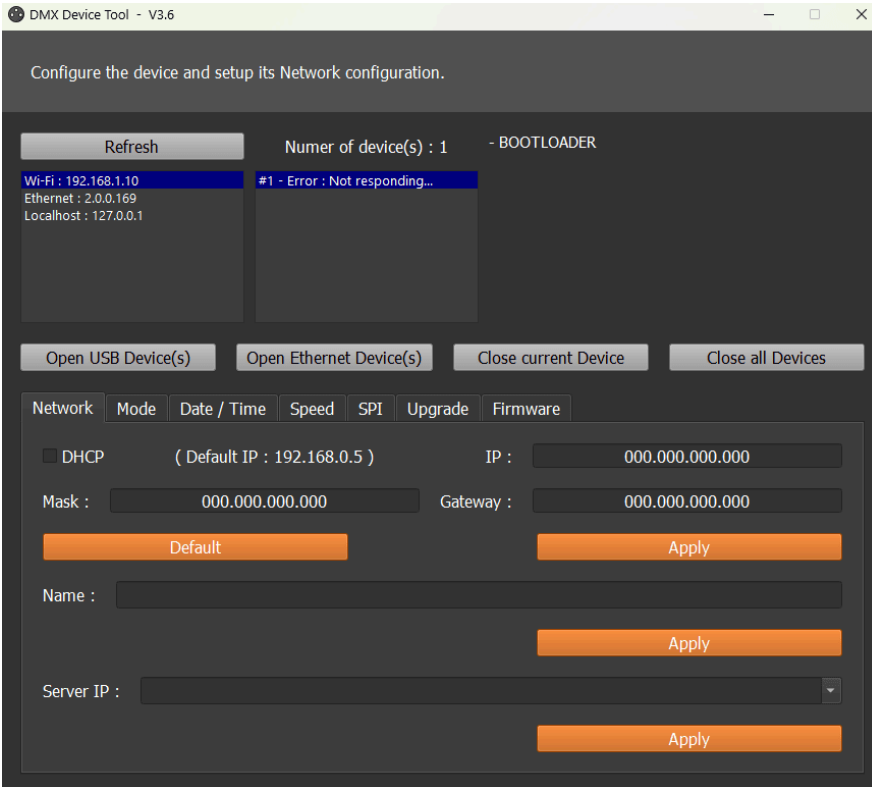 DMX Device Tool - V3.6
Configure the device and setup its Network configuration.
Refresh
Numer of device(s) : 1
- BOOTLOADER
Wi-Fi : 192.168.1.10
Ethernet : 2.0.0.169
Localhost : 127.0.0.1
#1 - Error : Not responding...
Open USB Device(s)
Open Ethernet Device(s)
Close current Device
Close all Devices
Network
Mode
Date / Time
Speed
SPI
Upgrade
Firmware
DHCP
( Default IP : 192.168.0.5 )
IP :
000.000.000.000
Mask :
000.000.000.000
Gateway :
000.000.000.000
Default
Apply
Name :
Apply
Server IP :
Apply